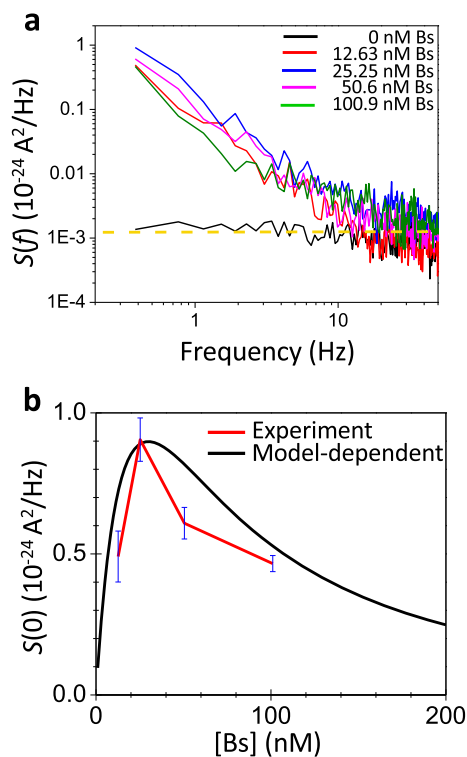 a
0 nM Bs
12.63 nM Bs
25.25 nM Bs
50.6 nM Bs
100.9 nM Bs
1
0.1
0.01
1E-3
1E-4
S(f) (10⁻²⁴ A²/Hz)
1 10
Frequency (Hz)
b
Experiment
Model-dependent
1.0
0.5
0.0
S(0) (10⁻²⁴ A²/Hz)
0 100 200
[Bs] (nM)